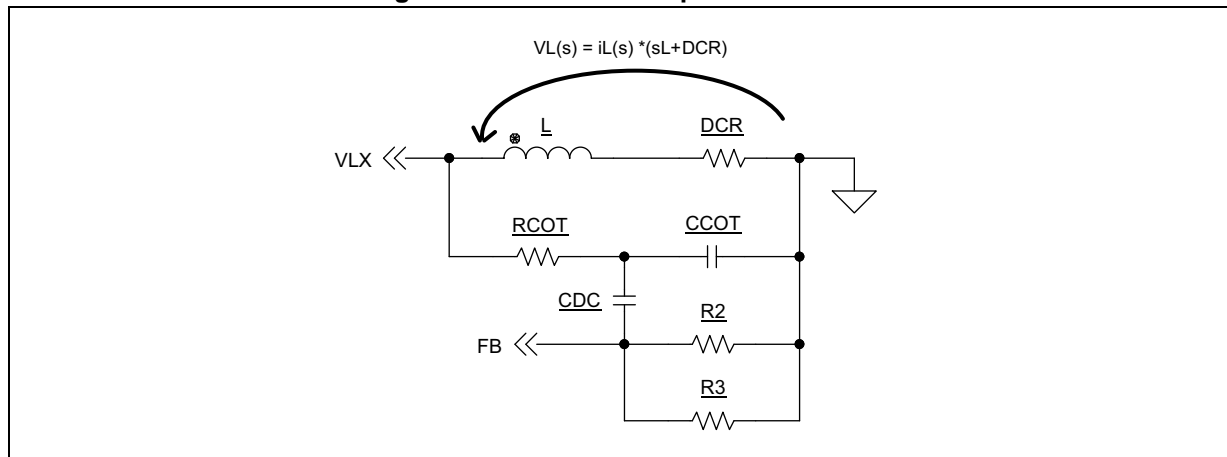 VL(s) = iL(s) *(sL+DCR)
L
DCR
VLX
RCOT
CCOT
CDC
R2
FB
R3